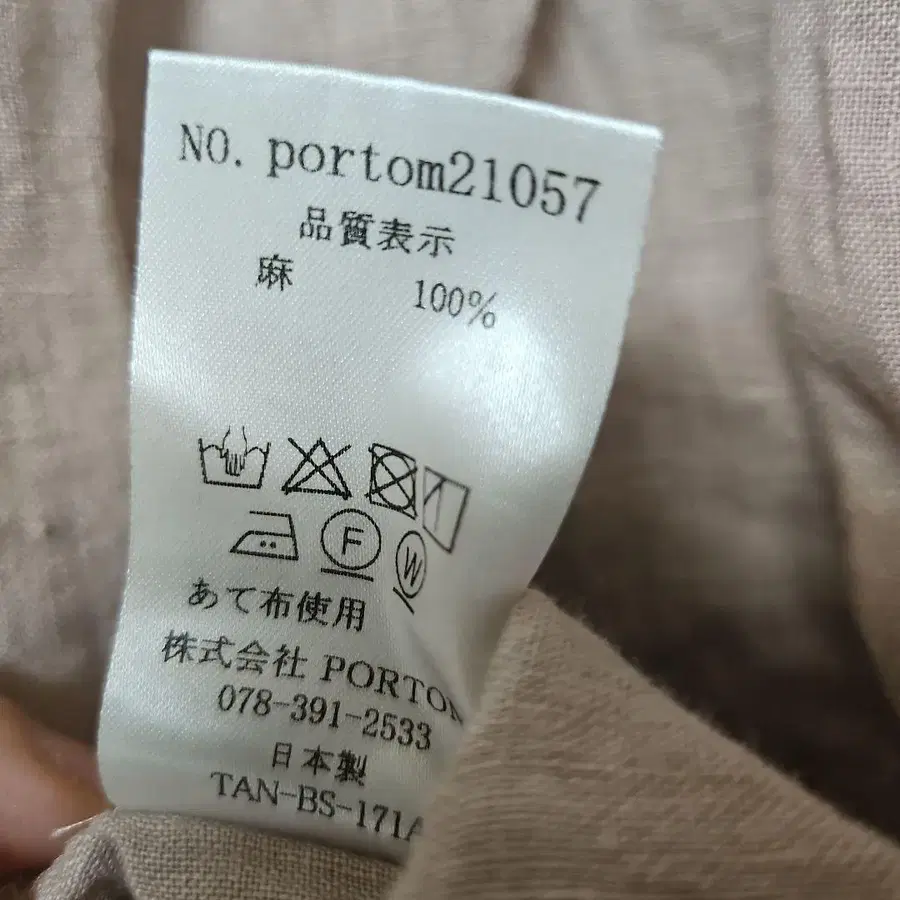 NO. portom21057
品質表示
麻 100%
F
W
あて布使用
株式会社 PORTOM
078-391-2533
日本製
TAN-BS-171A